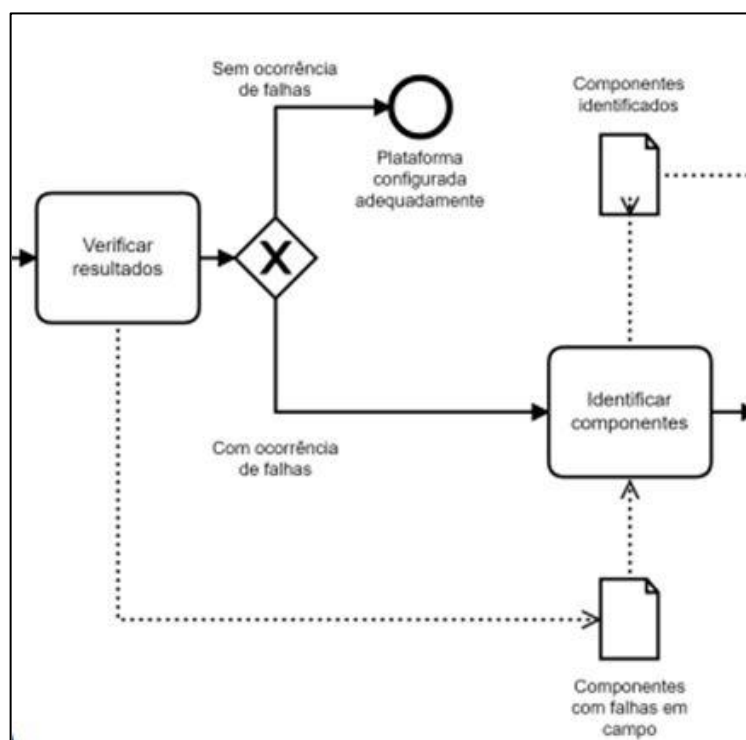 Sem ocorrência
de falhas
Componentes
identificados
Plataforma
configurada
adequadamente
Verificar
resultados
X
Identificar
componentes
Com ocorrência
de falhas
Componentes
com falhas em
campo